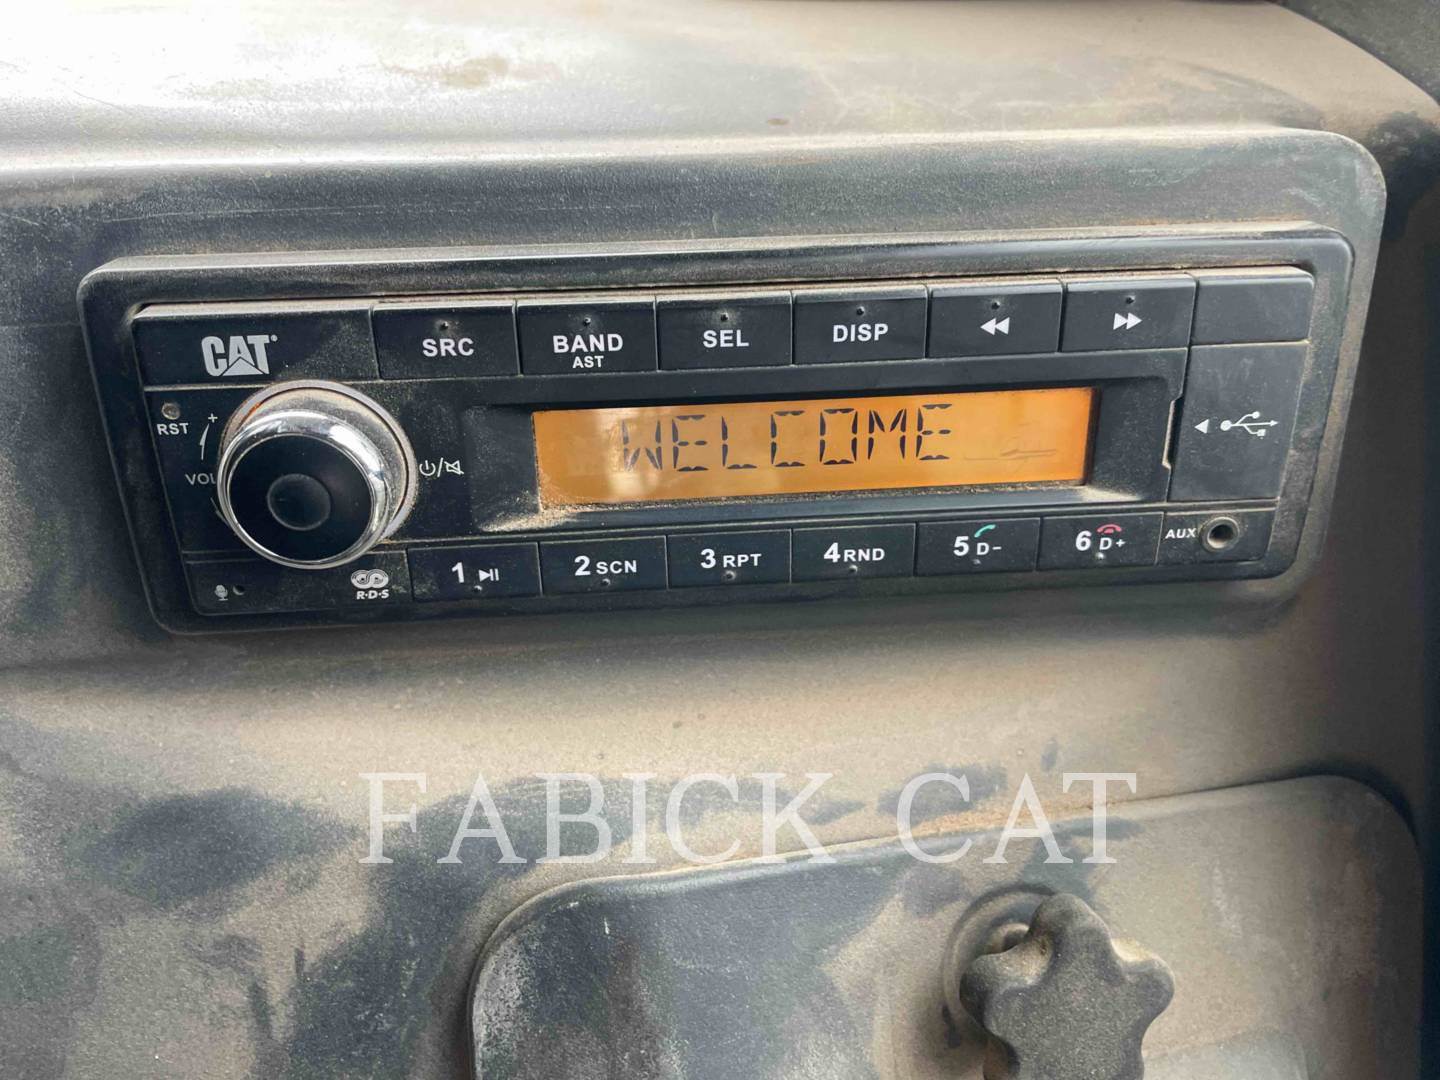 CAT®
SRC
BAND
AST
SEL
DISP
RST
+
VOL
WELCOME
R·D·S
1
2 SCN
3 RPT
4 RND
5 D-
6 D+
AUX
FABICK CAT